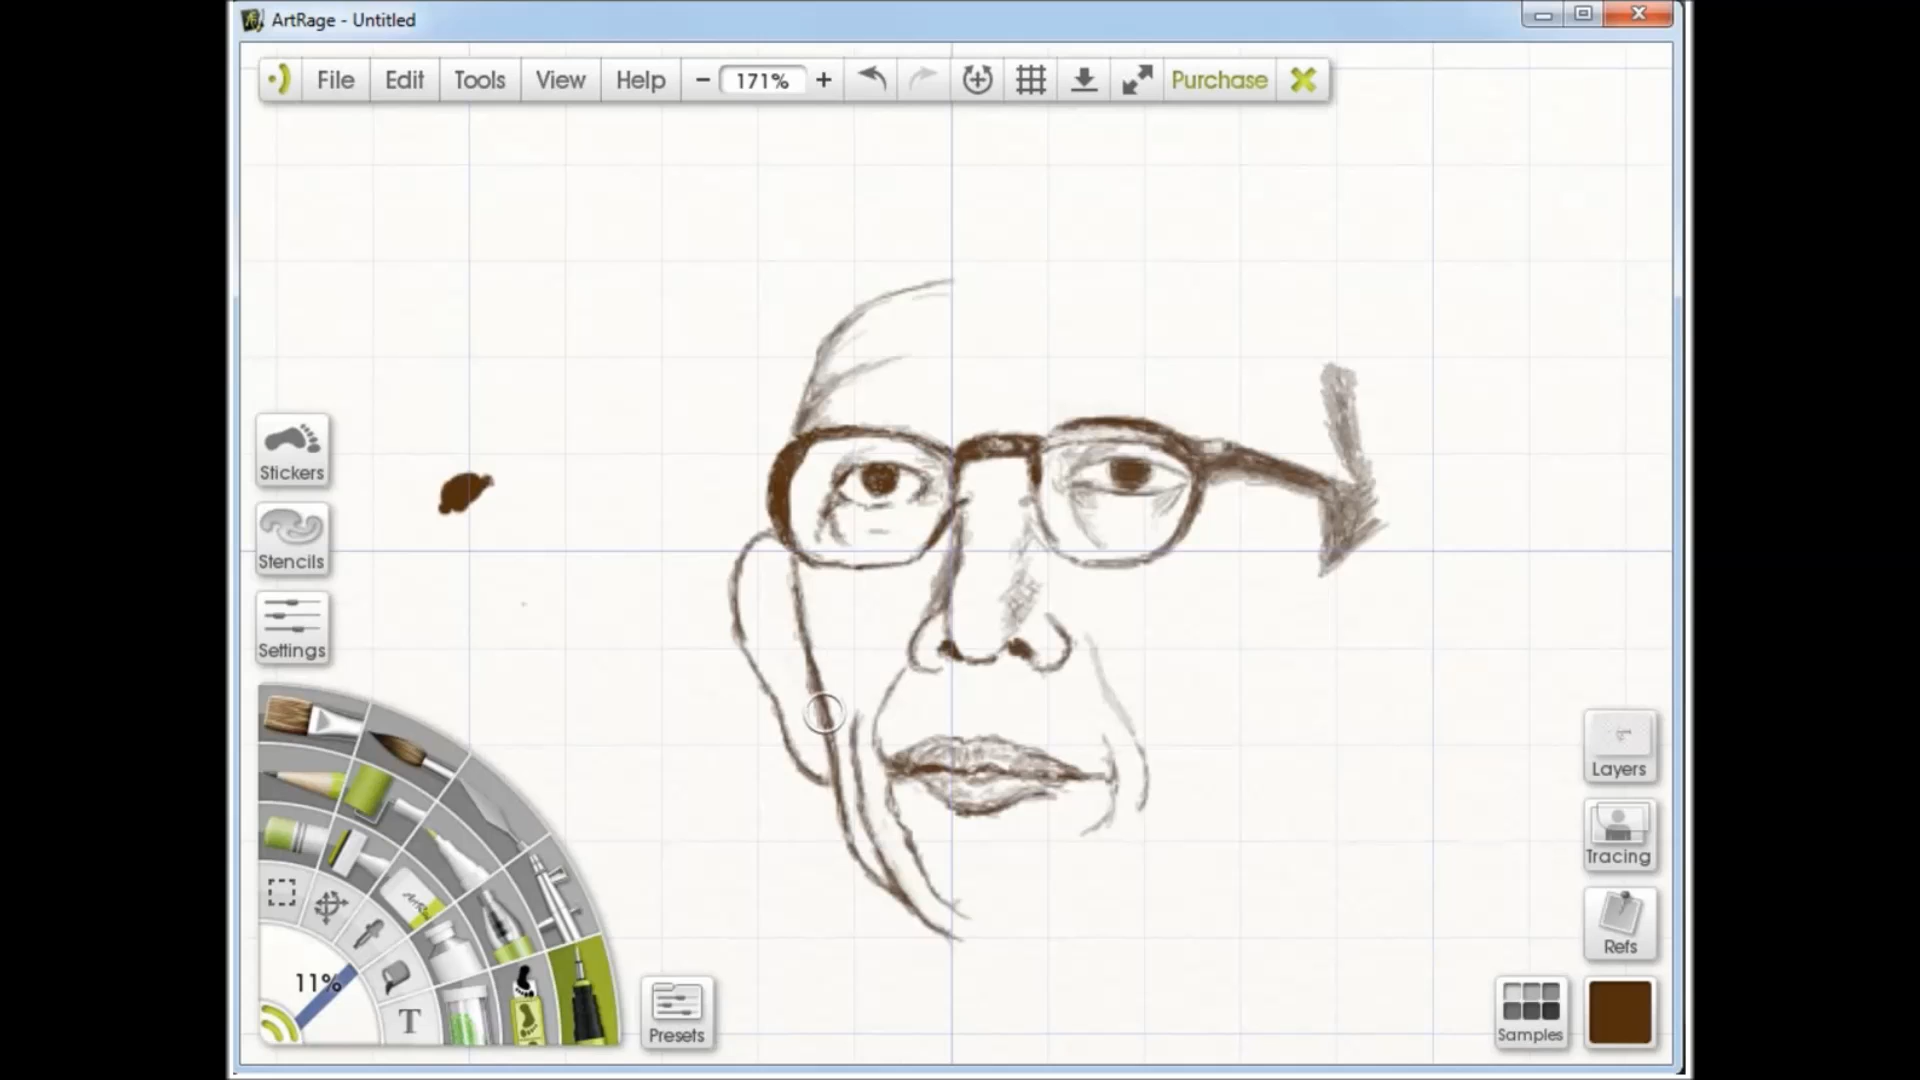 ArtRage - Untitled
File Edit Tools View Help − 171% + Purchase
Stickers
Stencils
Settings
11%
T
Presets
Layers
Tracing
Refs
Samples